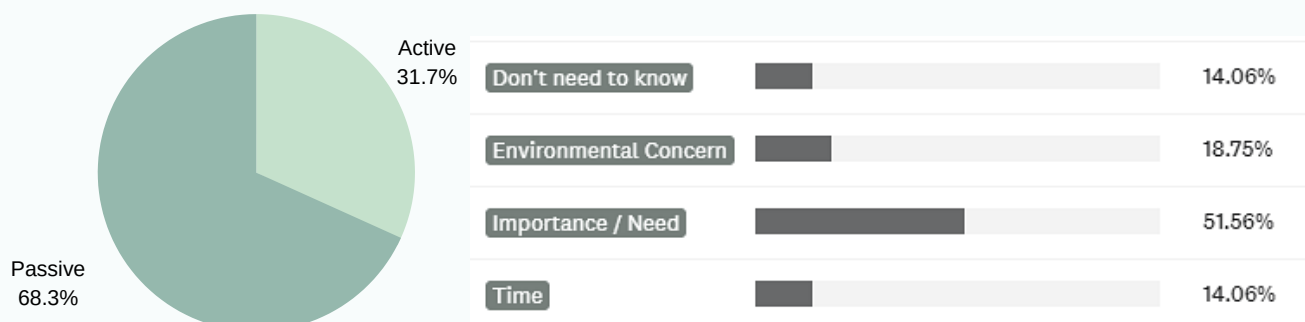 Active
31.7%
Passive
68.3%
Don't need to know 14.06%
Environmental Concern 18.75%
Importance / Need 51.56%
Time 14.06%